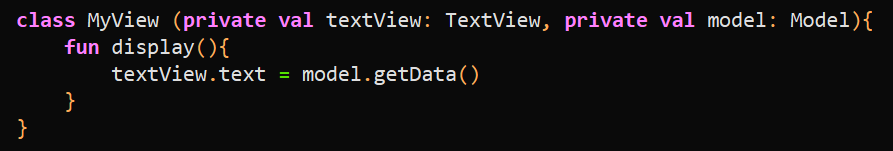 class MyView (private val textView: TextView, private val model: Model){
    fun display(){
        textView.text = model.getData()
    }
}